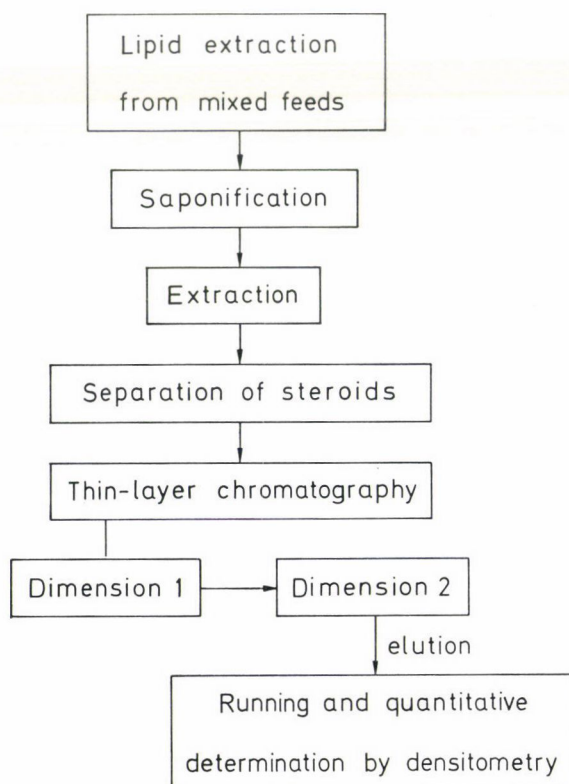 Lipid extraction
from mixed feeds
Saponification
Extraction
Separation of steroids
Thin-layer chromatography
Dimension 1
Dimension 2
elution
Running and quantitative
determination by densitometry